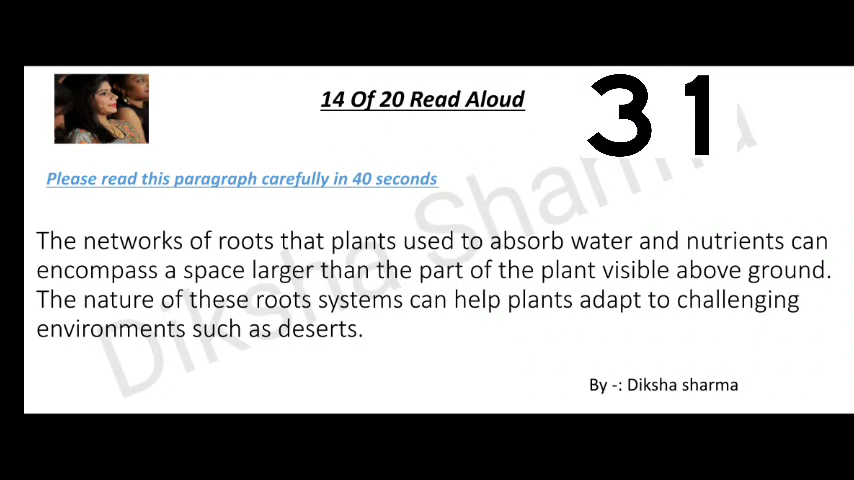 14 Of 20 Read Aloud
31
Please read this paragraph carefully in 40 seconds
The networks of roots that plants used to absorb water and nutrients can
encompass a space larger than the part of the plant visible above ground.
The nature of these roots systems can help plants adapt to challenging
environments such as deserts.
Diksha Sharma
By -: Diksha sharma